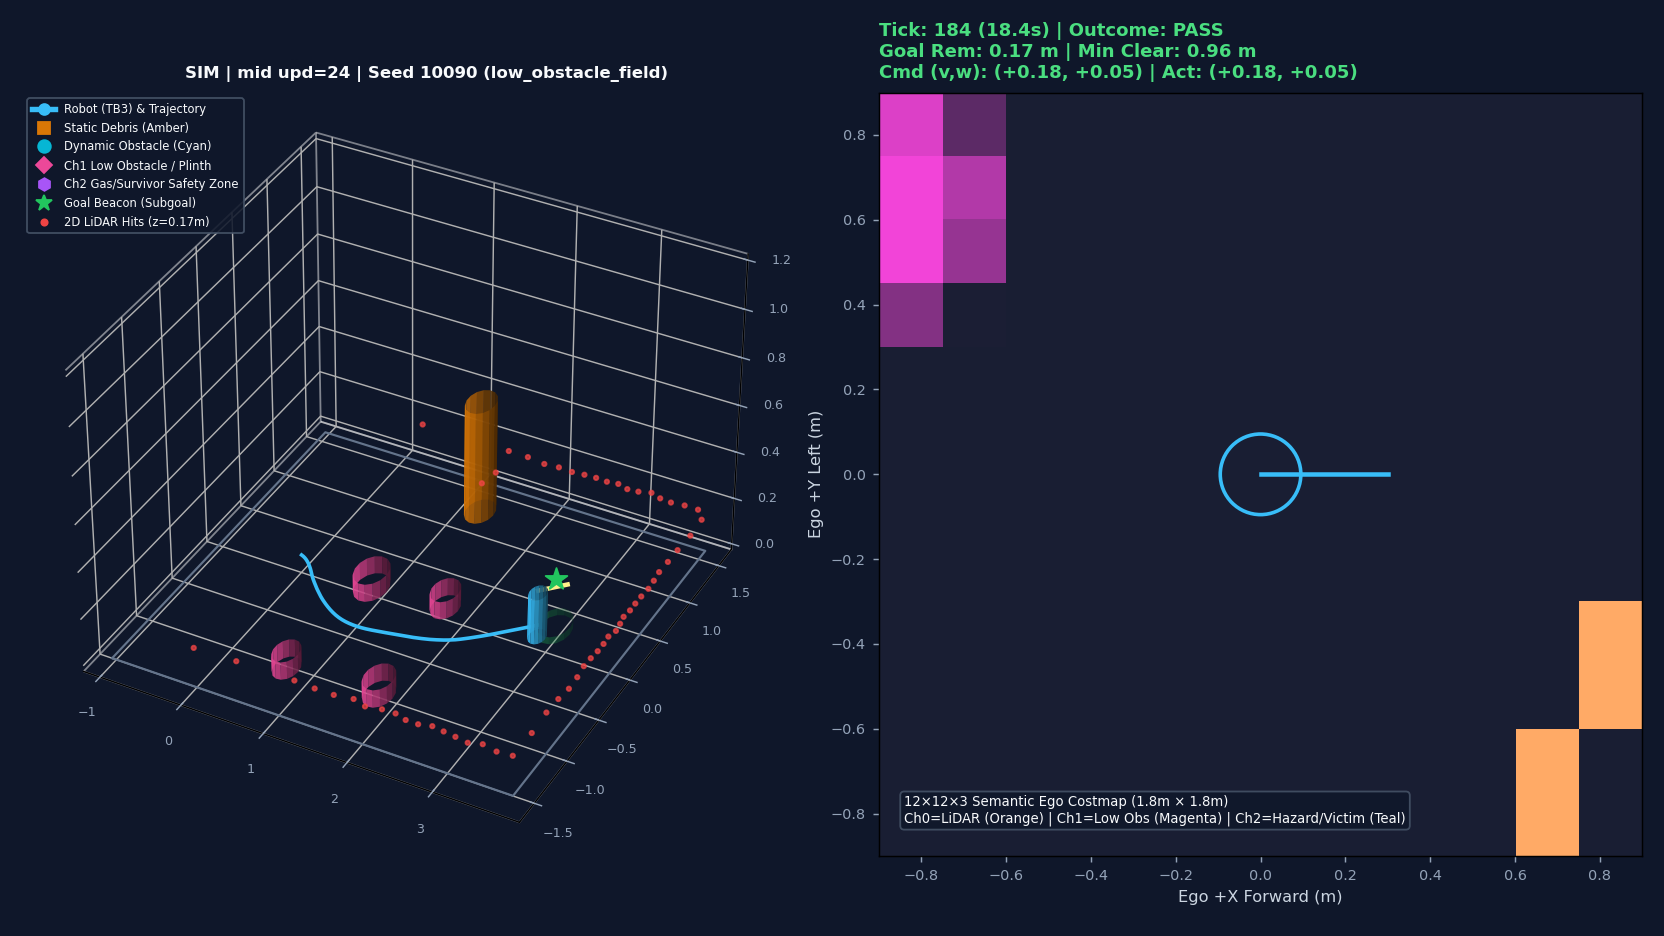 SIM | mid upd=24 | Seed 10090 (low_obstacle_field)
Robot (TB3) & Trajectory
Static Debris (Amber)
Dynamic Obstacle (Cyan)
Ch1 Low Obstacle / Plinth
Ch2 Gas/Survivor Safety Zone
Goal Beacon (Subgoal)
2D LiDAR Hits (z=0.17m)
1.2
1.0
0.8
0.6
0.4
0.2
0.0
1.5
1.0
0.5
0.0
−0.5
−1.0
−1.5
−1
0
1
2
3
Tick: 184 (18.4s) | Outcome: PASS
Goal Rem: 0.17 m | Min Clear: 0.96 m
Cmd (v,w): (+0.18, +0.05) | Act: (+0.18, +0.05)
Ego +Y Left (m)
0.8
0.6
0.4
0.2
0.0
−0.2
−0.4
−0.6
−0.8
12×12×3 Semantic Ego Costmap (1.8m × 1.8m)
Ch0=LiDAR (Orange) | Ch1=Low Obs (Magenta) | Ch2=Hazard/Victim (Teal)
−0.8 −0.6 −0.4 −0.2 0.0 0.2 0.4 0.6 0.8
Ego +X Forward (m)